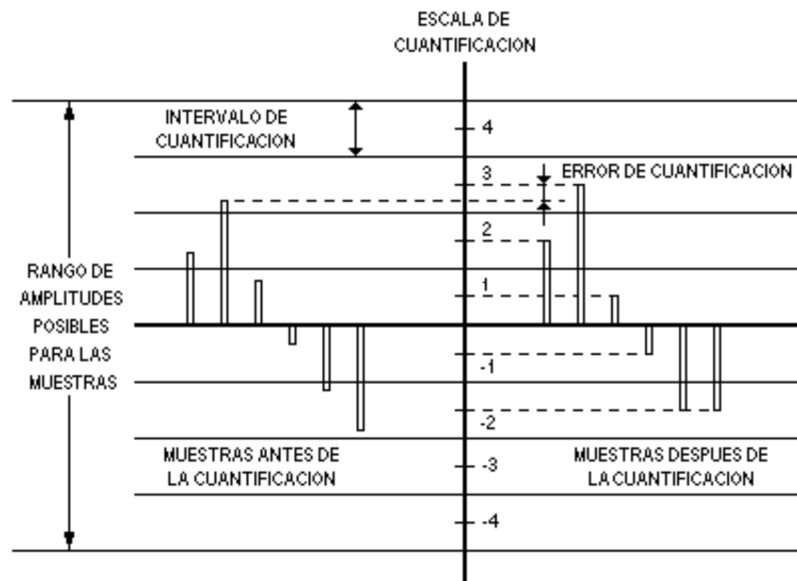 ESCALA DE
CUANTIFICACION
INTERVALO DE
CUANTIFICACION
4
3
ERROR DE CUANTIFICACION
2
RANGO DE
AMPLITUDES
POSIBLES
PARA LAS
MUESTRAS
1
-1
-2
MUESTRAS ANTES DE
LA CUANTIFICACION
-3
MUESTRAS DESPUES DE
LA CUANTIFICACION
-4